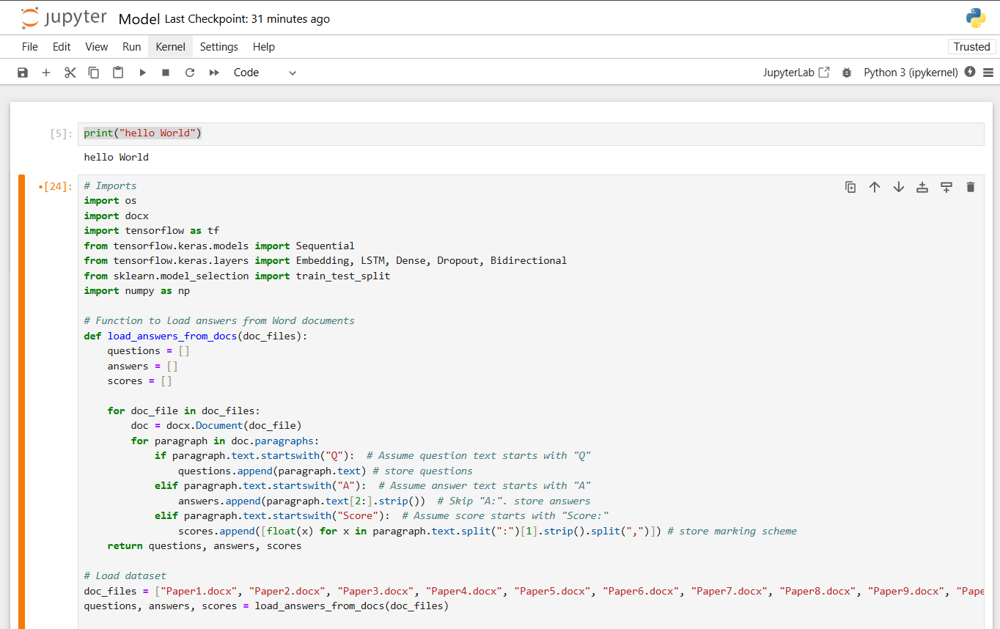 jupyter Model Last Checkpoint: 31 minutes ago
File Edit View Run Kernel Settings Help Trusted
Code JupyterLab Python 3 (ipykernel)
[5]: print("hello World")
hello World
•[24]: # Imports
import os
import docx
import tensorflow as tf
from tensorflow.keras.models import Sequential
from tensorflow.keras.layers import Embedding, LSTM, Dense, Dropout, Bidirectional
from sklearn.model_selection import train_test_split
import numpy as np
# Function to load answers from Word documents
def load_answers_from_docs(doc_files):
    questions = []
    answers = []
    scores = []
    for doc_file in doc_files:
        doc = docx.Document(doc_file)
        for paragraph in doc.paragraphs:
            if paragraph.text.startswith("Q"):  # Assume question text starts with "Q"
                questions.append(paragraph.text) # store questions
            elif paragraph.text.startswith("A"):  # Assume answer text starts with "A"
                answers.append(paragraph.text[2:].strip())  # Skip "A:". store answers
            elif paragraph.text.startswith("Score"):  # Assume score starts with "Score:"
                scores.append([float(x) for x in paragraph.text.split(":")[1].strip().split(",")]) # store marking scheme
    return questions, answers, scores
# Load dataset
doc_files = ["Paper1.docx", "Paper2.docx", "Paper3.docx", "Paper4.docx", "Paper5.docx", "Paper6.docx", "Paper7.docx", "Paper8.docx", "Paper9.docx", "Pape
questions, answers, scores = load_answers_from_docs(doc_files)